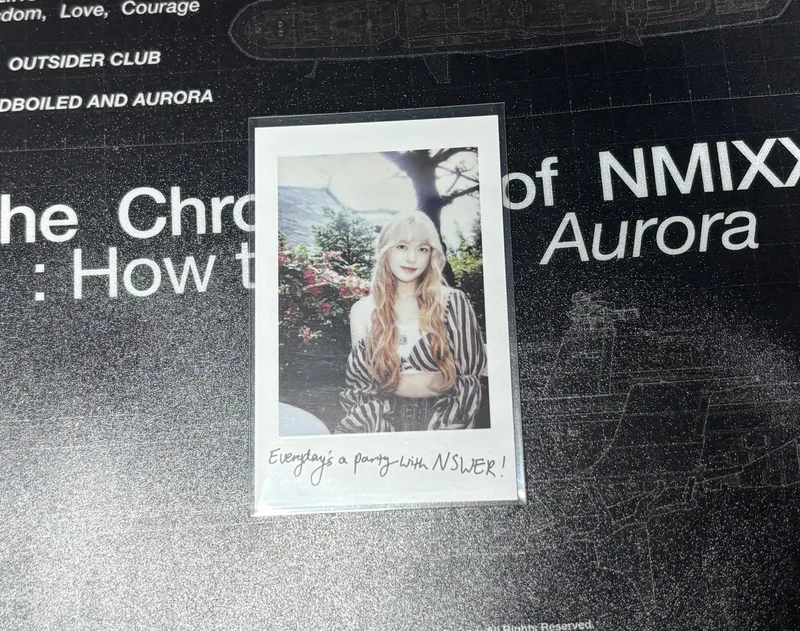 dom, Love, Courage
OUTSIDER CLUB
DBOILED AND AURORA
he Chro of NMIXX
: How t Aurora
Everyday's a party with NSWER!
All Rights Reserved.